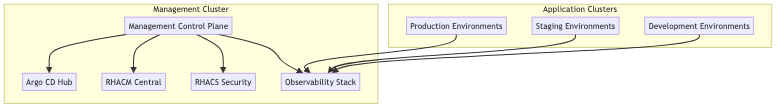 Management Cluster
Management Control Plane
Argo CD Hub
RHACM Central
RHACS Security
Observability Stack
Application Clusters
Production Environments
Staging Environments
Development Environments